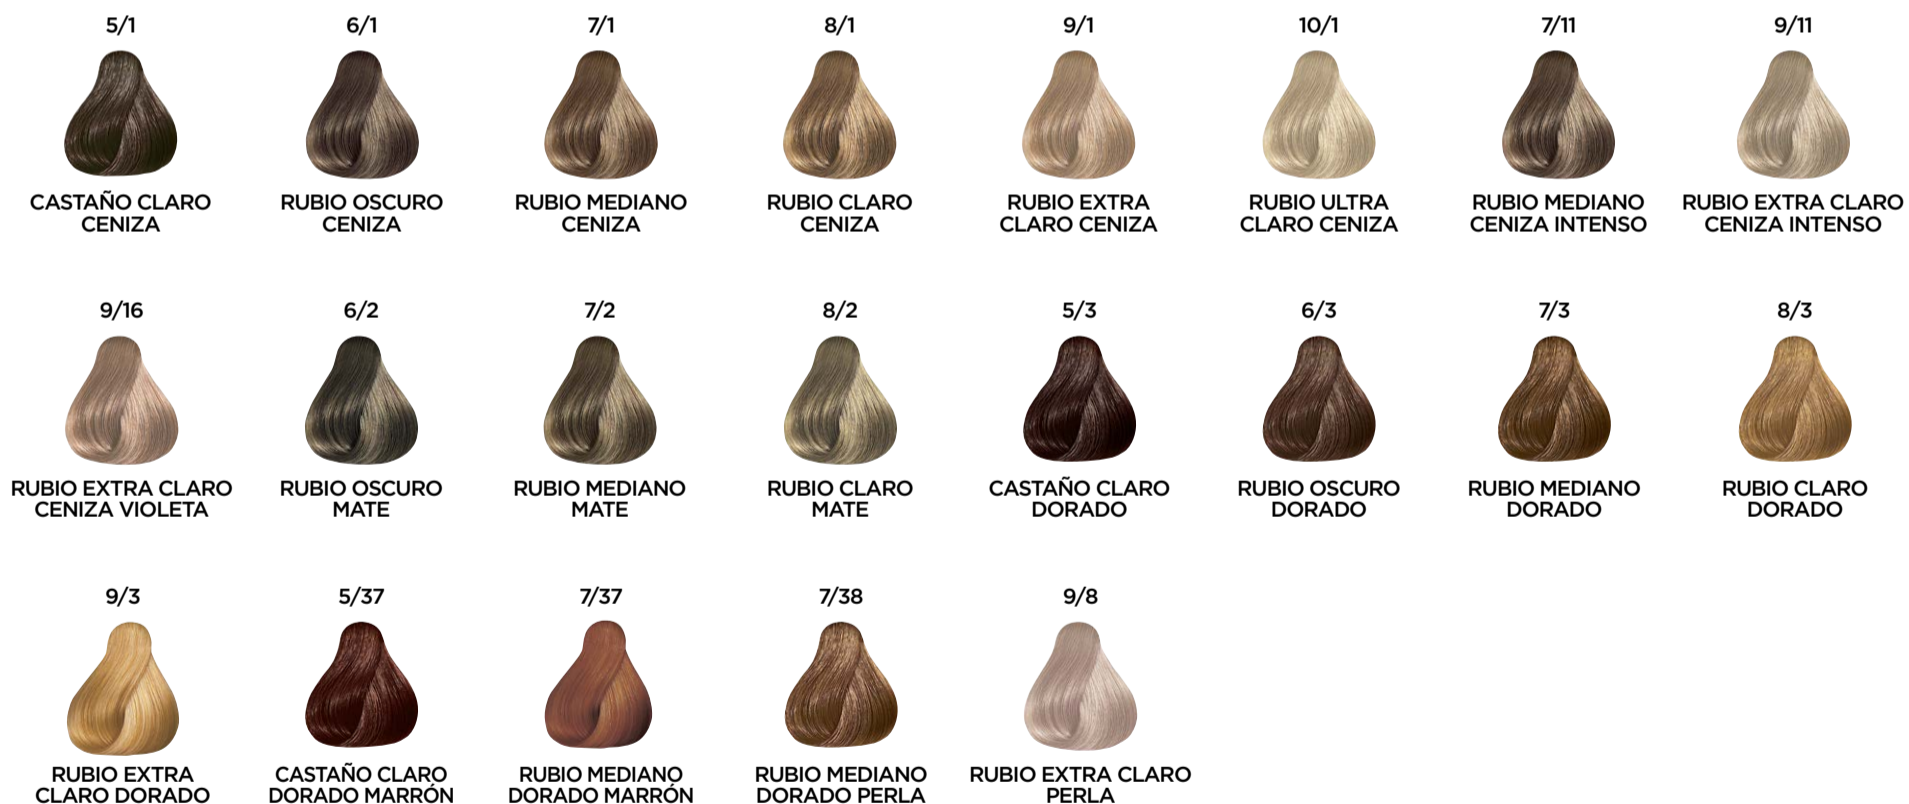 5/1
6/1
7/1
8/1
9/1
10/1
7/11
9/11
CASTAÑO CLARO
CENIZA
RUBIO OSCURO
CENIZA
RUBIO MEDIANO
CENIZA
RUBIO CLARO
CENIZA
RUBIO EXTRA
CLARO CENIZA
RUBIO ULTRA
CLARO CENIZA
RUBIO MEDIANO
CENIZA INTENSO
RUBIO EXTRA CLARO
CENIZA INTENSO
9/16
6/2
7/2
8/2
5/3
6/3
7/3
8/3
RUBIO EXTRA CLARO
CENIZA VIOLETA
RUBIO OSCURO
MATE
RUBIO MEDIANO
MATE
RUBIO CLARO
MATE
CASTAÑO CLARO
DORADO
RUBIO OSCURO
DORADO
RUBIO MEDIANO
DORADO
RUBIO CLARO
DORADO
9/3
5/37
7/37
7/38
9/8
RUBIO EXTRA
CLARO DORADO
CASTAÑO CLARO
DORADO MARRÓN
RUBIO MEDIANO
DORADO MARRÓN
RUBIO MEDIANO
DORADO PERLA
RUBIO EXTRA CLARO
PERLA